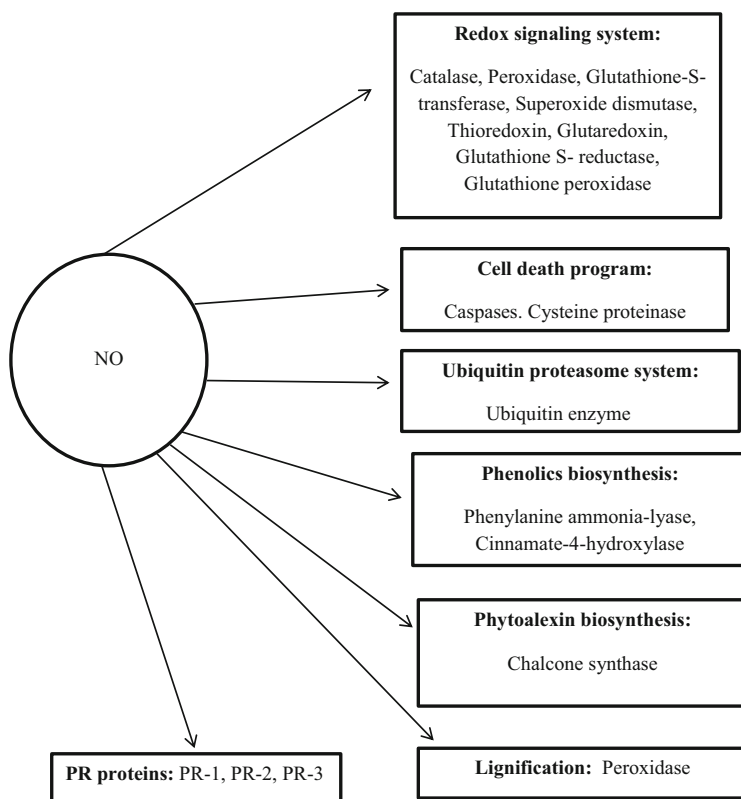 Redox signaling system:
Catalase, Peroxidase, Glutathione-S-
transferase, Superoxide dismutase,
Thioredoxin, Glutaredoxin,
Glutathione S- reductase,
Glutathione peroxidase
Cell death program:
Caspases. Cysteine proteinase
NO
Ubiquitin proteasome system:
Ubiquitin enzyme
Phenolics biosynthesis:
Phenylanine ammonia-lyase,
Cinnamate-4-hydroxylase
Phytoalexin biosynthesis:
Chalcone synthase
PR proteins: PR-1, PR-2, PR-3
Lignification: Peroxidase